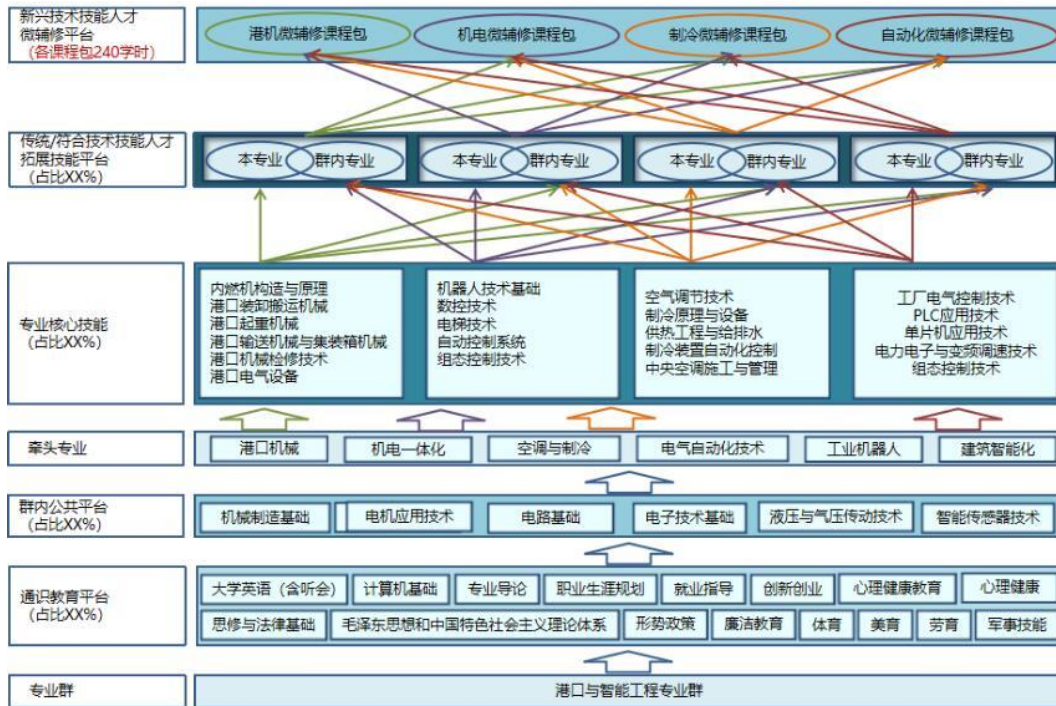 新兴技术技能人才
微辅修平台
(各课程包240学时)
港机微辅修课程包
机电微辅修课程包
制冷微辅修课程包
自动化微辅修课程包
传统/符合技术技能人才
拓展技能平台
(占比XX%)
本专业
群内专业
本专业
群内专业
本专业
群内专业
本专业
群内专业
专业核心技能
(占比XX%)
内燃机构造与原理
港口装卸搬运机械
港口起重机械
港口输送机械与集装箱机械
港口机械检修技术
港口电气设备
机器人技术基础
数控技术
电梯技术
自动控制系统
组态控制技术
空气调节技术
制冷原理与设备
供热工程与给排水
制冷装置自动化控制
中央空调施工与管理
工厂电气控制技术
PLC应用技术
单片机应用技术
电力电子与变频调速技术
组态控制技术
牵头专业
港口机械
机电一体化
空调与制冷
电气自动化技术
工业机器人
建筑智能化
群内公共平台
(占比XX%)
机械制造基础
电机应用技术
电路基础
电子技术基础
液压与气压传动技术
智能传感器技术
通识教育平台
(占比XX%)
大学英语（含听会）
计算机基础
专业导论
职业生涯规划
就业指导
创新创业
心理健康教育
心理健康
思修与法律基础
毛泽东思想和中国特色社会主义理论体系
形势政策
廉洁教育
体育
美育
劳育
军事技能
专业群
港口与智能工程专业群